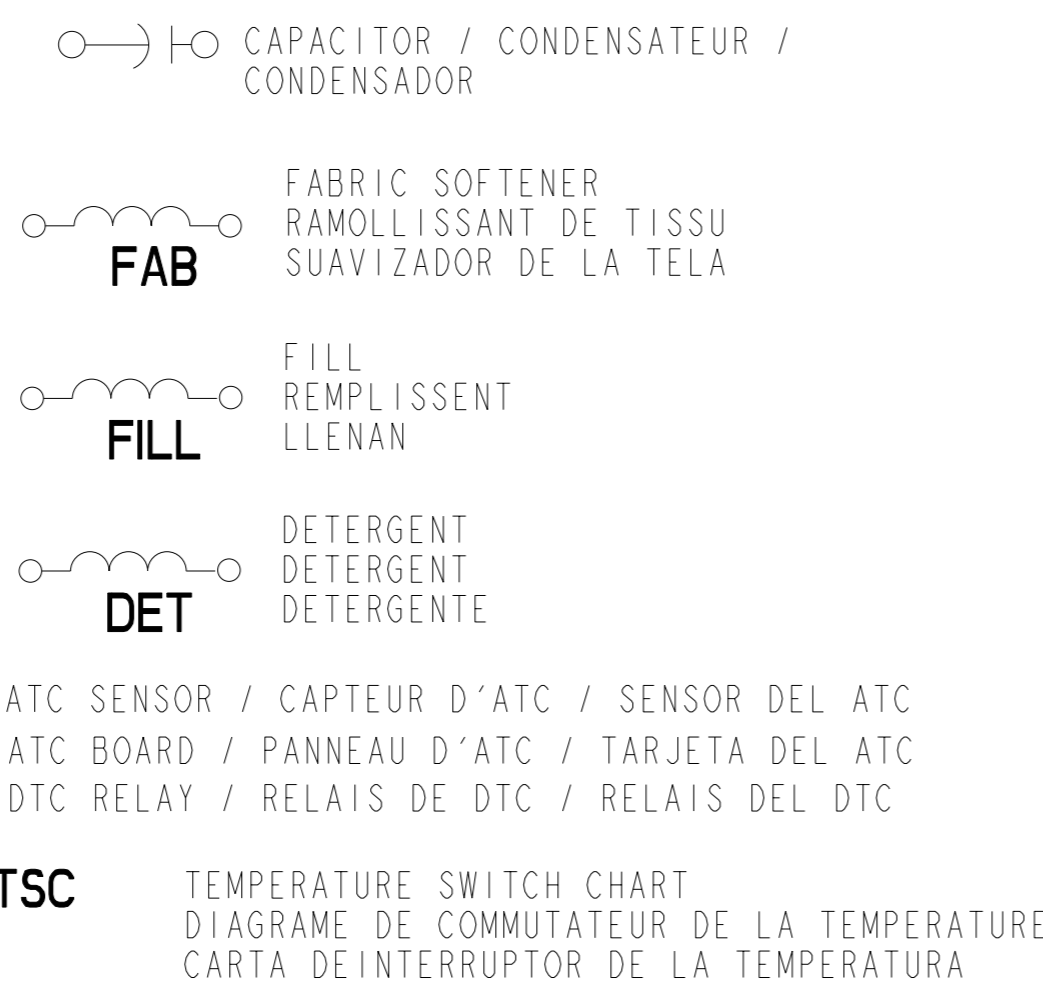 CAPACITOR / CONDENSATEUR /
CONDENSADOR
FABRIC SOFTENER
RAMOLLISSANT DE TISSU
SUAVIZADOR DE LA TELA
FAB
FILL
REMPLISSENT
LLENAN
FILL
DETERGENT
DETERGENT
DETERGENTE
DET
ATC SENSOR / CAPTEUR D'ATC / SENSOR DEL ATC
ATC BOARD / PANNEAU D'ATC / TARJETA DEL ATC
DTC RELAY / RELAIS DE DTC / RELAIS DEL DTC
TSC TEMPERATURE SWITCH CHART
DIAGRAME DE COMMUTATEUR DE LA TEMPERATURE
CARTA DEINTERRUPTOR DE LA TEMPERATURA